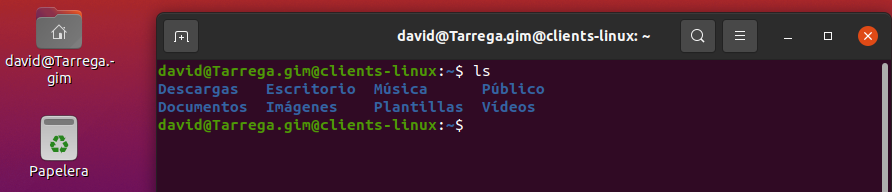 david@Tarrega.-
gim
Papelera
david@Tarrega.gim@clients-linux: ~
david@Tarrega.gim@clients-linux:~$ ls
Descargas Escritorio Música Público
Documentos Imágenes Plantillas Vídeos
david@Tarrega.gim@clients-linux:~$